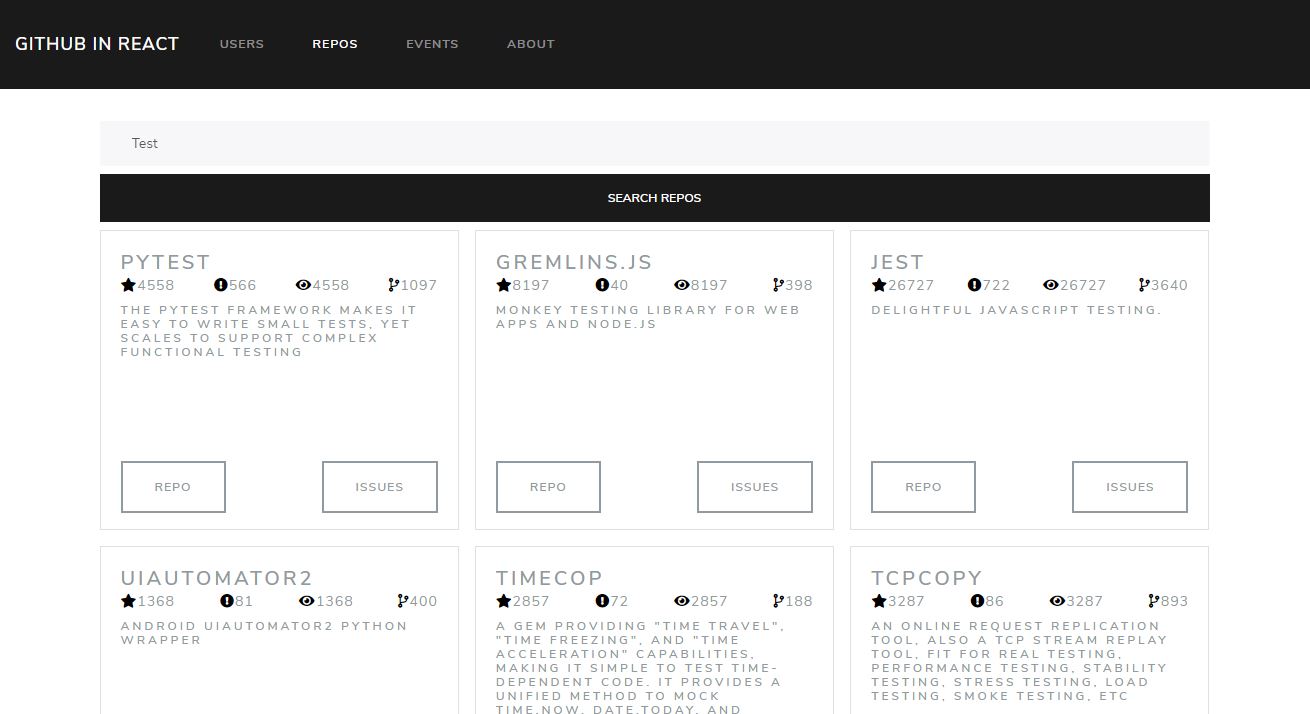 GITHUB IN REACT USERS REPOS EVENTS ABOUT
Test
SEARCH REPOS
PYTEST
4558 566 4558 1097
THE PYTEST FRAMEWORK MAKES IT
EASY TO WRITE SMALL TESTS, YET
SCALES TO SUPPORT COMPLEX
FUNCTIONAL TESTING
REPO ISSUES
GREMLINS.JS
8197 40 8197 398
MONKEY TESTING LIBRARY FOR WEB
APPS AND NODE.JS
REPO ISSUES
JEST
26727 722 26727 3640
DELIGHTFUL JAVASCRIPT TESTING.
REPO ISSUES
UIAUTOMATOR2
1368 81 1368 400
ANDROID UIAUTOMATOR2 PYTHON
WRAPPER
TIMECOP
2857 72 2857 188
A GEM PROVIDING "TIME TRAVEL",
"TIME FREEZING", AND "TIME
ACCELERATION" CAPABILITIES,
MAKING IT SIMPLE TO TEST TIME-
DEPENDENT CODE. IT PROVIDES A
UNIFIED METHOD TO MOCK
TIME.NOW, DATE.TODAY, AND
TCPCOPY
3287 86 3287 893
AN ONLINE REQUEST REPLICATION
TOOL, ALSO A TCP STREAM REPLAY
TOOL, FIT FOR REAL TESTING,
PERFORMANCE TESTING, STABILITY
TESTING, STRESS TESTING, LOAD
TESTING, SMOKE TESTING, ETC